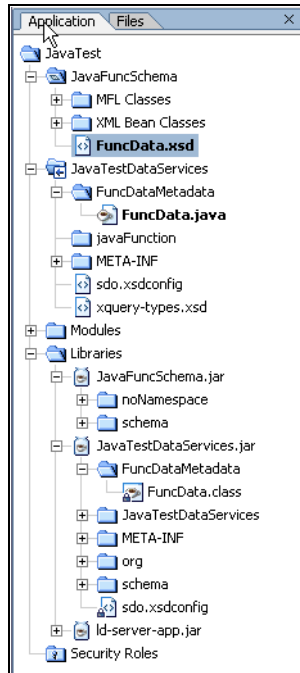 Application Files
JavaTest
JavaFuncSchema
MFL Classes
XML Bean Classes
FuncData.xsd
JavaTestDataServices
FuncDataMetadata
FuncData.java
javaFunction
META-INF
sdo.xsdconfig
xquery-types.xsd
Modules
Libraries
JavaFuncSchema.jar
noNamespace
schema
JavaTestDataServices.jar
FuncDataMetadata
FuncData.class
JavaTestDataServices
META-INF
org
schema
sdo.xsdconfig
ld-server-app.jar
Security Roles